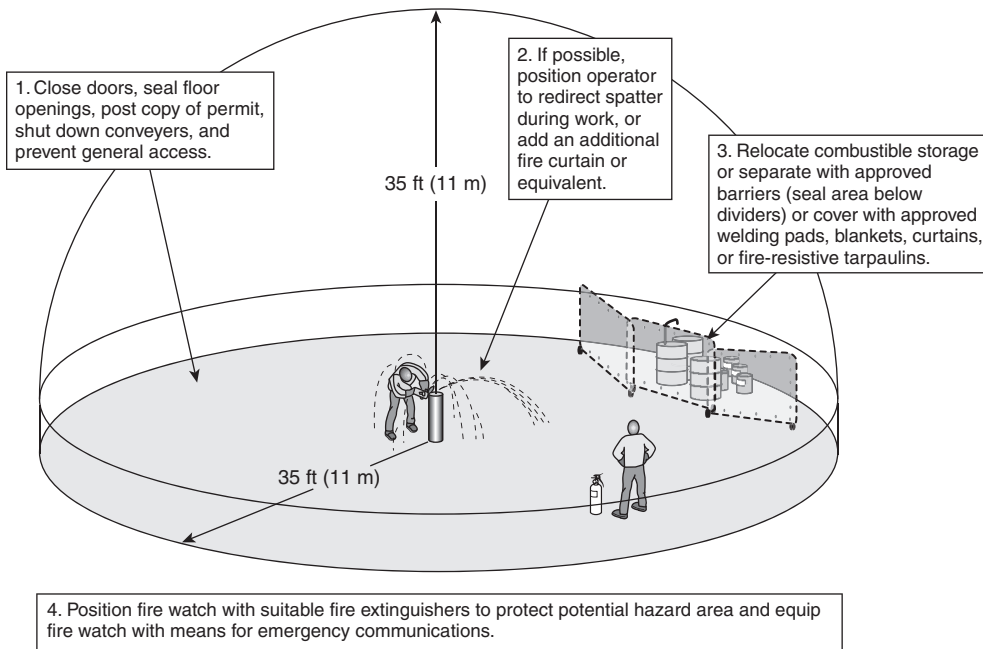 1. Close doors, seal floor
openings, post copy of permit,
shut down conveyers, and
prevent general access.
2. If possible,
position operator
to redirect spatter
during work, or
add an additional
fire curtain or
equivalent.
3. Relocate combustible storage
or separate with approved
barriers (seal area below
dividers) or cover with approved
welding pads, blankets, curtains,
or fire-resistive tarpaulins.
35 ft (11 m)
35 ft (11 m)
4. Position fire watch with suitable fire extinguishers to protect potential hazard area and equip
fire watch with means for emergency communications.